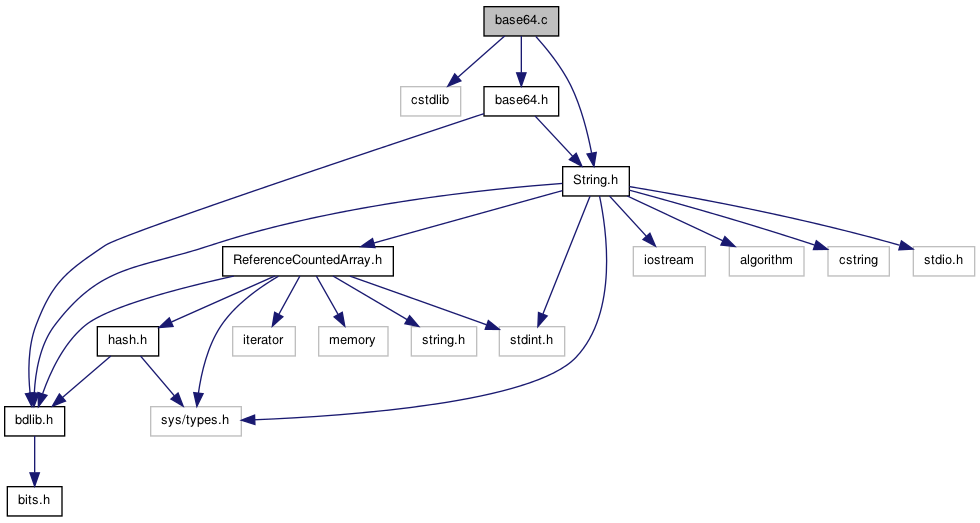 base64.c
cstdlib
base64.h
String.h
ReferenceCountedArray.h
iostream
algorithm
cstring
stdio.h
hash.h
iterator
memory
string.h
stdint.h
bdlib.h
sys/types.h
bits.h